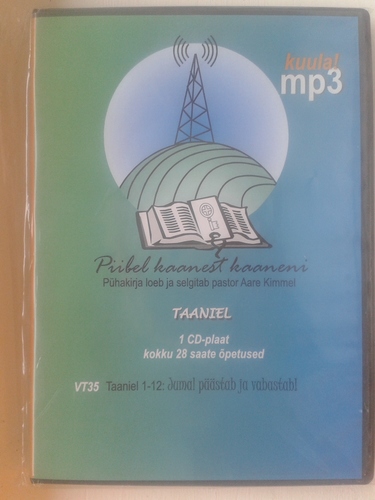 kuula!
mp3
Piibel kaanest kaaneni
Pühakirja loeb ja selgitab pastor Aare Kimmel
TAANIEL
1 CD-plaat
kokku 28 saate õpetused
VT35 Taaniel 1-12: Jumal päästab ja vabastab!